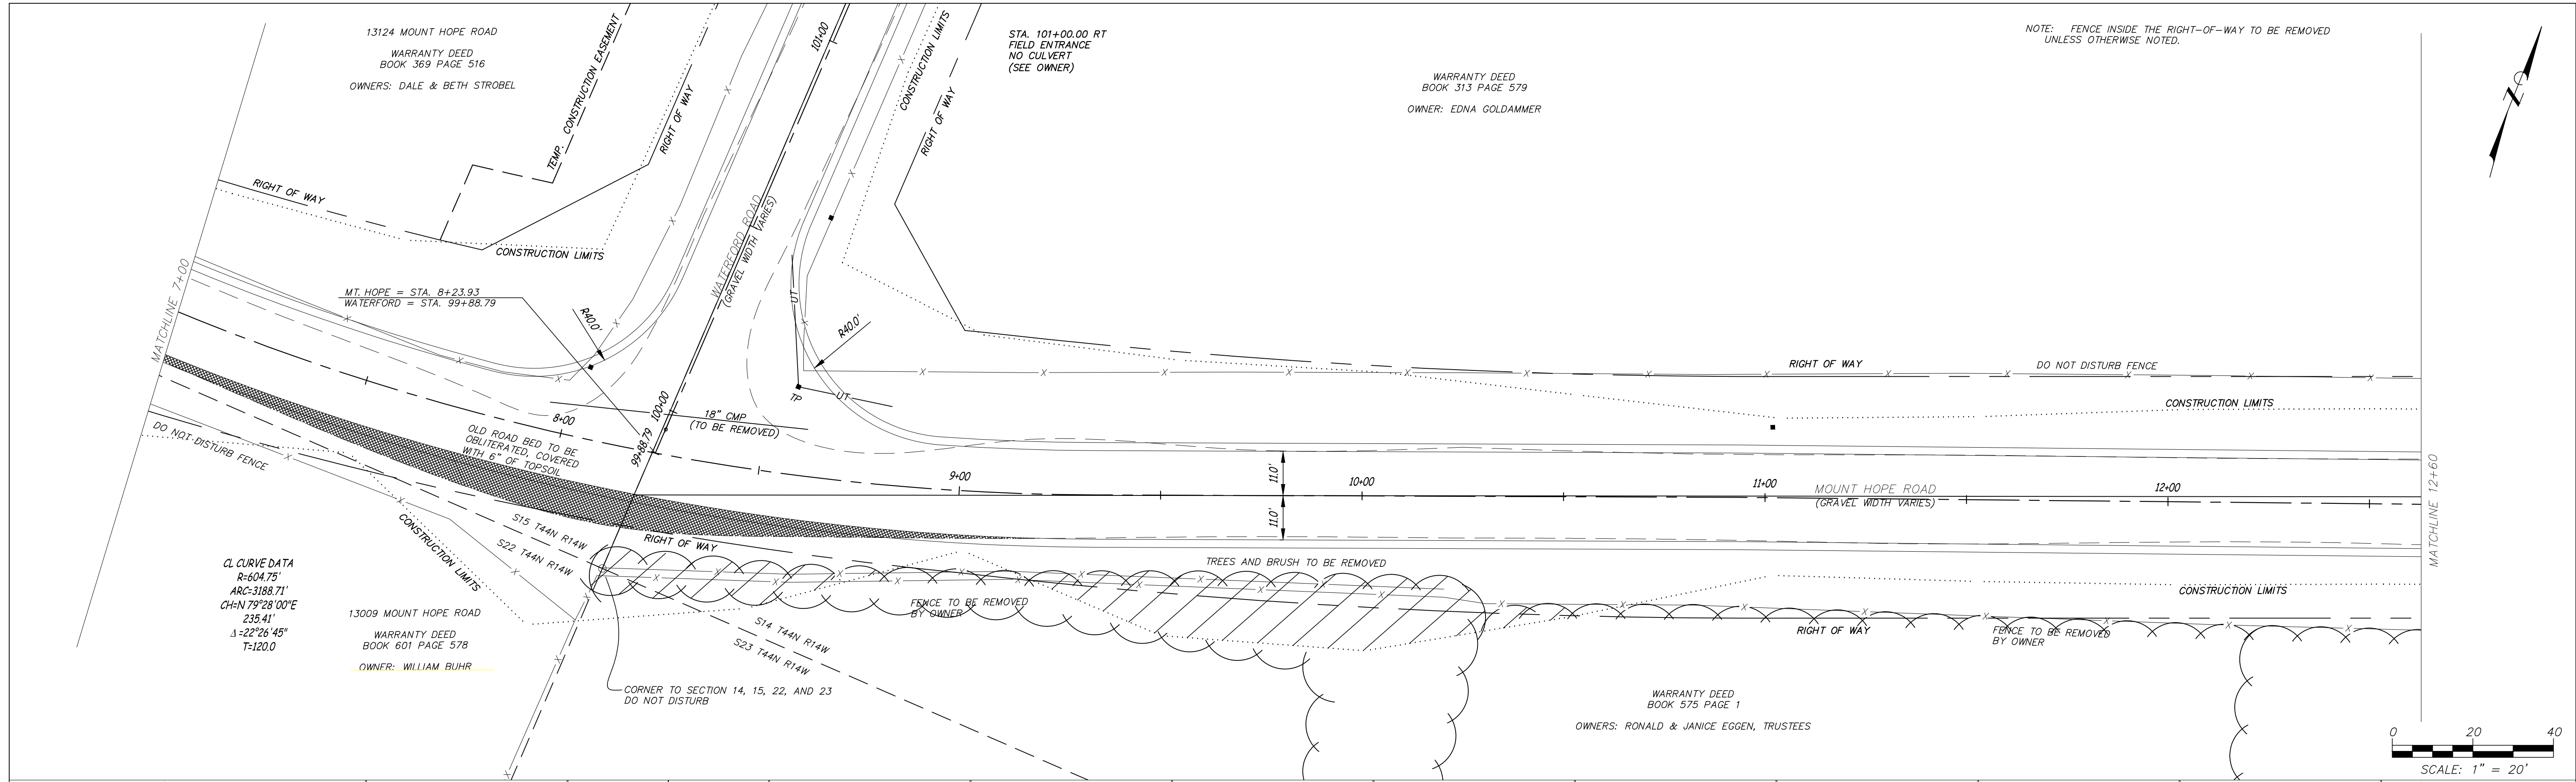 13124 MOUNT HOPE ROAD
WARRANTY DEED
BOOK 369 PAGE 516
OWNERS: DALE & BETH STROBEL
TEMP. CONSTRUCTION EASEMENT
RIGHT OF WAY
101+00
CONSTRUCTION LIMITS
RIGHT OF WAY
STA. 101+00.00 RT
FIELD ENTRANCE
NO CULVERT
(SEE OWNER)
WARRANTY DEED
BOOK 313 PAGE 579
OWNER: EDNA GOLDAMMER
NOTE: FENCE INSIDE THE RIGHT-OF-WAY TO BE REMOVED
UNLESS OTHERWISE NOTED.
N
RIGHT OF WAY
CONSTRUCTION LIMITS
WATERFORD ROAD
(GRAVEL WIDTH VARIES)
MATCHLINE 7+00
MT. HOPE = STA. 8+23.93
WATERFORD = STA. 99+88.79
R40.0'
R40.0'
UT
TP
UT
RIGHT OF WAY
DO NOT DISTURB FENCE
CONSTRUCTION LIMITS
8+00
100+00
99+88.79
18" CMP
(TO BE REMOVED)
OLD ROAD BED TO BE
OBLITERATED, COVERED
WITH 6" OF TOPSOIL
DO NOT DISTURB FENCE
9+00
11.0'
11.0'
10+00
11+00
MOUNT HOPE ROAD
(GRAVEL WIDTH VARIES)
12+00
MATCHLINE 12+60
CONSTRUCTION LIMITS
S15 T44N R14W
S22 T44N R14W
RIGHT OF WAY
TREES AND BRUSH TO BE REMOVED
CONSTRUCTION LIMITS
CL CURVE DATA
R=604.75'
ARC=3188.71'
CH=N 79°28'00"E
235.41'
Δ=22°26'45"
T=120.0
13009 MOUNT HOPE ROAD
WARRANTY DEED
BOOK 601 PAGE 578
OWNER: WILLIAM BUHR
FENCE TO BE REMOVED
BY OWNER
S14 T44N R14W
S23 T44N R14W
RIGHT OF WAY
FENCE TO BE REMOVED
BY OWNER
CORNER TO SECTION 14, 15, 22, AND 23
DO NOT DISTURB
WARRANTY DEED
BOOK 575 PAGE 1
OWNERS: RONALD & JANICE EGGEN, TRUSTEES
0 20 40
SCALE: 1" = 20'